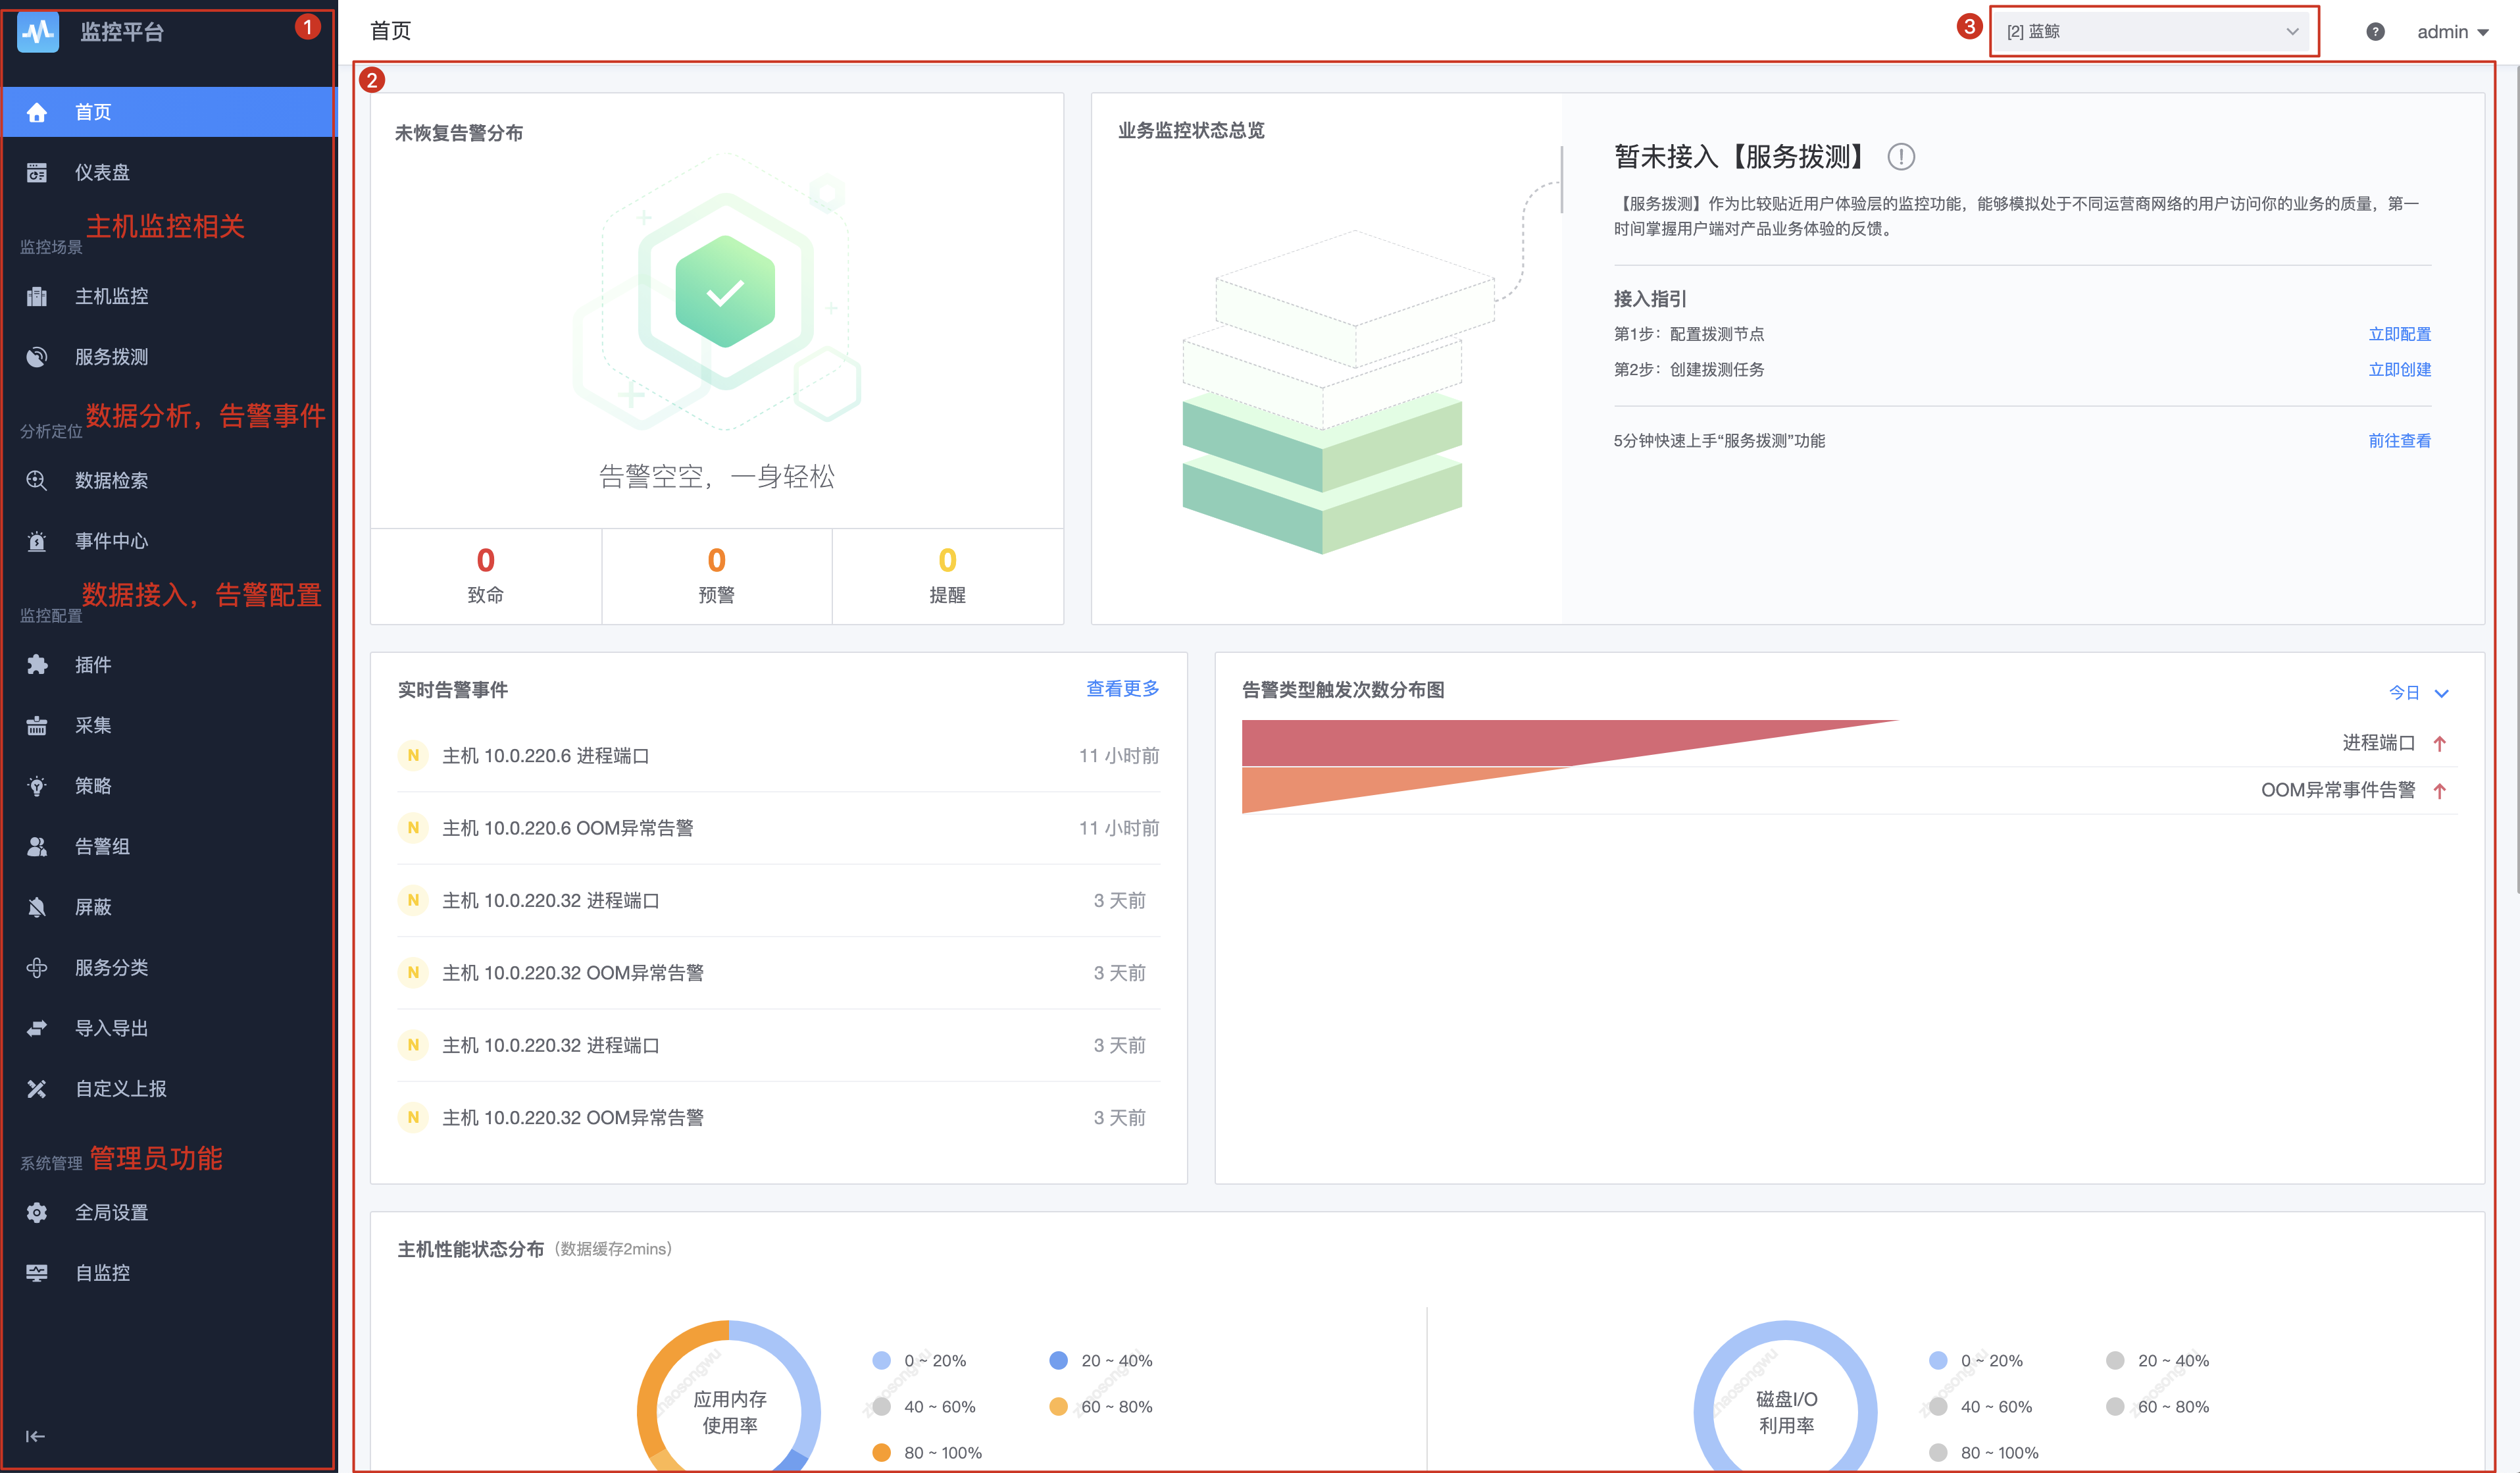 监控平台
1
首页
仪表盘
主机监控相关
监控场景
主机监控
服务拨测
数据分析，告警事件
分析定位
数据检索
事件中心
数据接入，告警配置
监控配置
插件
采集
策略
告警组
屏蔽
服务分类
导入导出
自定义上报
系统管理
管理员功能
全局设置
自监控
首页
3
[2] 蓝鲸
?
admin
2
未恢复告警分布
告警空空，一身轻松
0
致命
0
预警
0
提醒
业务监控状态总览
暂未接入【服务拨测】
【服务拨测】作为比较贴近用户体验层的监控功能，能够模拟处于不同运营商网络的用户访问你的业务的质量，第一
时间掌握用户端对产品业务体验的反馈。
接入指引
第1步：配置拨测节点 立即配置
第2步：创建拨测任务 立即创建
5分钟快速上手“服务拨测”功能 前往查看
实时告警事件 查看更多
N 主机 10.0.220.6 进程端口 11 小时前
N 主机 10.0.220.6 OOM异常告警 11 小时前
N 主机 10.0.220.32 进程端口 3 天前
N 主机 10.0.220.32 OOM异常告警 3 天前
N 主机 10.0.220.32 进程端口 3 天前
N 主机 10.0.220.32 OOM异常告警 3 天前
告警类型触发次数分布图 今日
进程端口
OOM异常事件告警
主机性能状态分布（数据缓存2mins）
应用内存
使用率
0 ~ 20% 20 ~ 40%
40 ~ 60% 60 ~ 80%
80 ~ 100%
磁盘I/O
利用率
0 ~ 20% 20 ~ 40%
40 ~ 60% 60 ~ 80%
80 ~ 100%
zhaosongwu
zhaosongwu
zhaosongwu
zhaosongwu
zhaosongwu
zhaosongwu